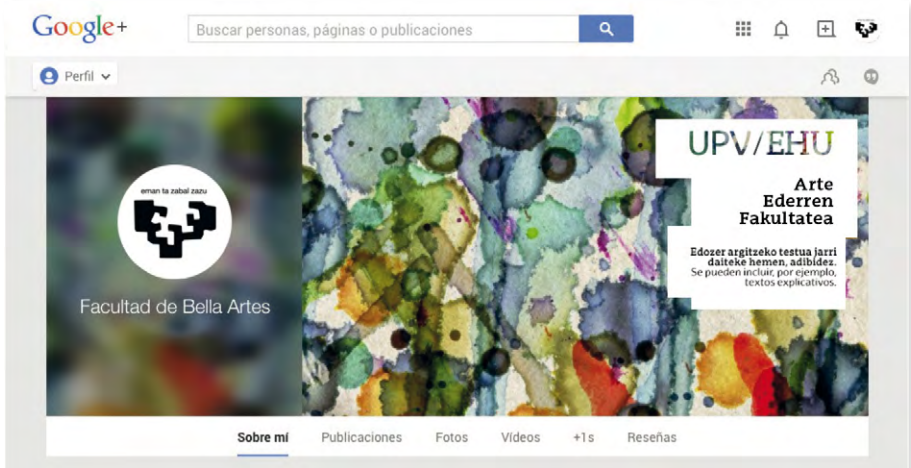 Google+
Buscar personas, páginas o publicaciones
Perfil
eman ta zabal zazu
Facultad de Bella Artes
UPV/EHU
Arte
Ederren
Fakultatea
Edozer argitzeko testua jarri
daiteke hemen, adibidez.
Se pueden incluir, por ejemplo,
textos explicativos.
Sobre mí Publicaciones Fotos Vídeos +1s Reseñas